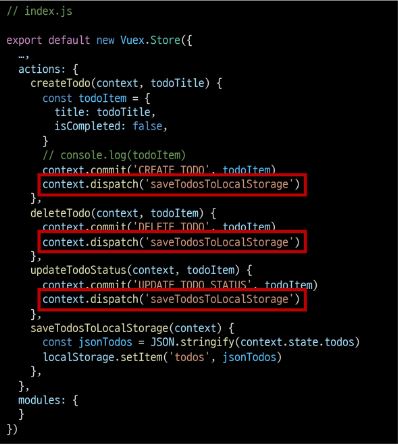 // index.js
export default new Vuex.Store({
…,
actions: {
createTodo(context, todoTitle) {
const todoItem = {
title: todoTitle,
isCompleted: false,
}
// console.log(todoItem)
context.commit('CREATE_TODO', todoItem)
context.dispatch('saveTodosToLocalStorage')
},
deleteTodo(context, todoItem) {
context.commit('DELETE_TODO', todoItem)
context.dispatch('saveTodosToLocalStorage')
},
updateTodoStatus(context, todoItem) {
context.commit('UPDATE_TODO_STATUS', todoItem)
context.dispatch('saveTodosToLocalStorage')
},
saveTodosToLocalStorage(context) {
const jsonTodos = JSON.stringify(context.state.todos)
localStorage.setItem('todos', jsonTodos)
},
},
modules: {
}
})